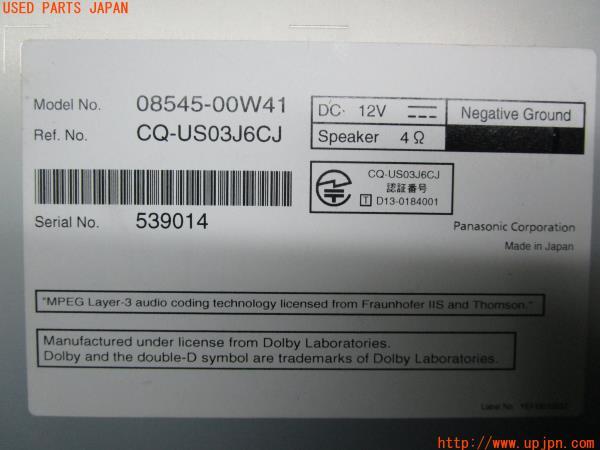 USED PARTS JAPAN
Model No. 08545-00W41
Ref. No. CQ-US03J6CJ
DC 12V Negative Ground
Speaker 4 Ω
CQ-US03J6CJ
認証番号
T D13-0184001
Serial No. 539014
Panasonic Corporation
Made in Japan
"MPEG Layer-3 audio coding technology licensed from Fraunhofer IIS and Thomson."
Manufactured under license from Dolby Laboratories.
Dolby and the double-D symbol are trademarks of Dolby Laboratories.
Label No.
http://www.upjpn.com/